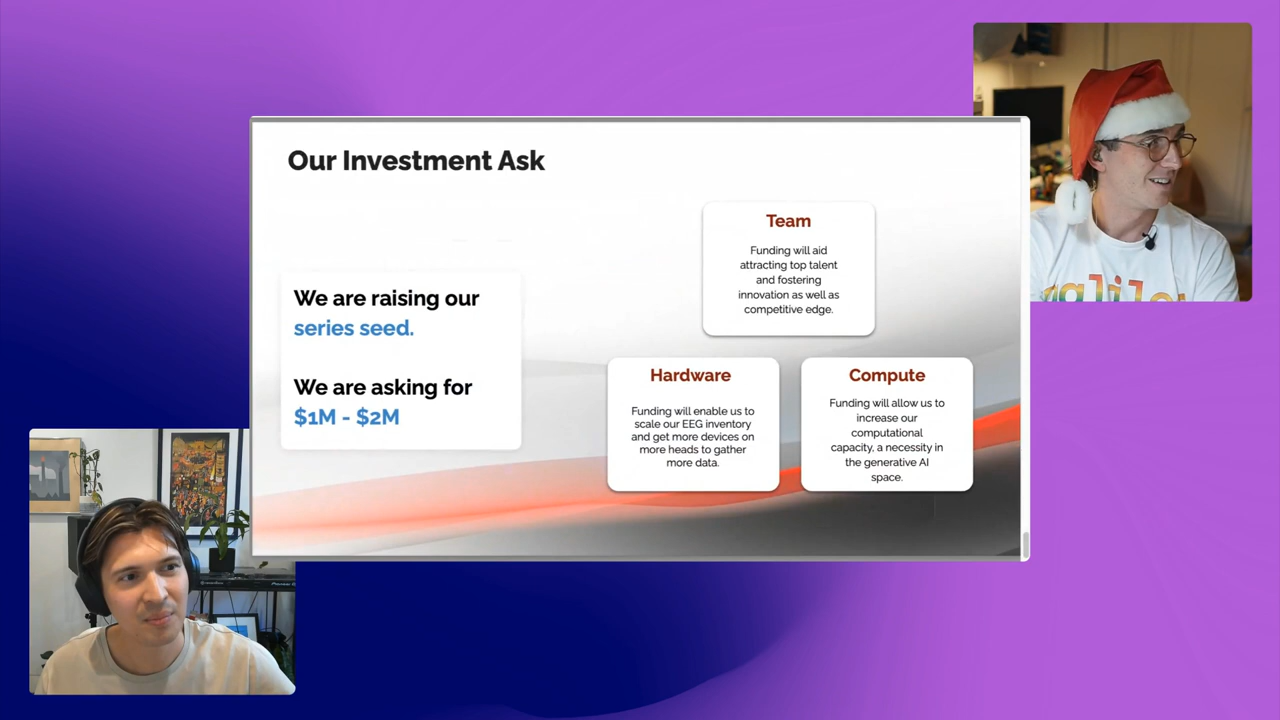 Our Investment Ask
We are raising our
series seed.
We are asking for
$1M - $2M
Team
Funding will aid
attracting top talent
and fostering
innovation as well as
competitive edge.
Hardware
Funding will enable us to
scale our EEG inventory
and get more devices on
more heads to gather
more data.
Compute
Funding will allow us to
increase our
computational
capacity, a necessity in
the generative AI
space.